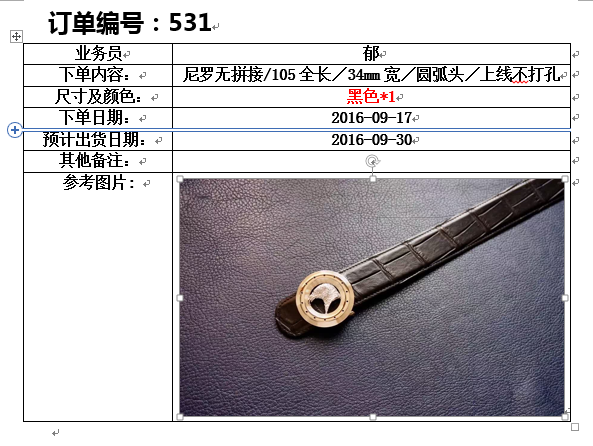 订单编号：531
业务员 郁
下单内容： 尼罗无拼接/105全长／34mm宽／圆弧头／上线不打孔
尺寸及颜色： 黑色*1
下单日期： 2016-09-17
预计出货日期： 2016-09-30
其他备注：
参考图片：